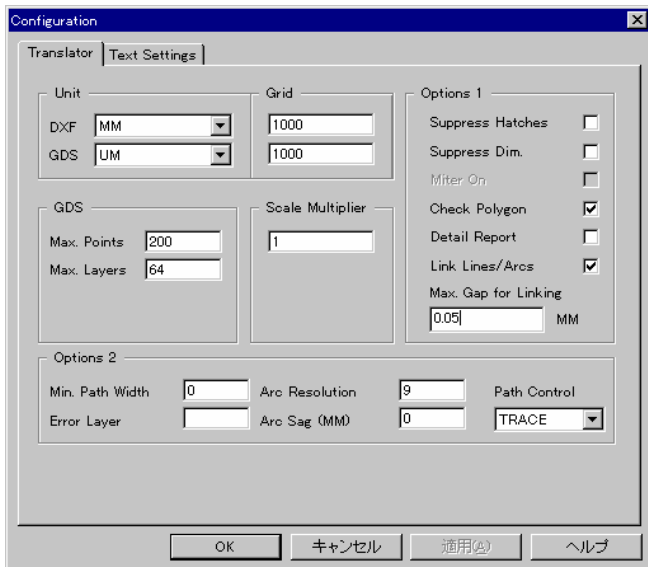 Configuration
Translator
Text Settings
Unit
Grid
DXF MM 1000
GDS UM 1000
GDS
Max. Points 200
Max. Layers 64
Scale Multiplier
1
Options 1
Suppress Hatches
Suppress Dim.
Miter On
Check Polygon
Detail Report
Link Lines/Arcs
Max. Gap for Linking
0.05 MM
Options 2
Min. Path Width 0 Arc Resolution 9 Path Control
Error Layer Arc Sag (MM) 0 TRACE
OK キャンセル 適用(A) ヘルプ